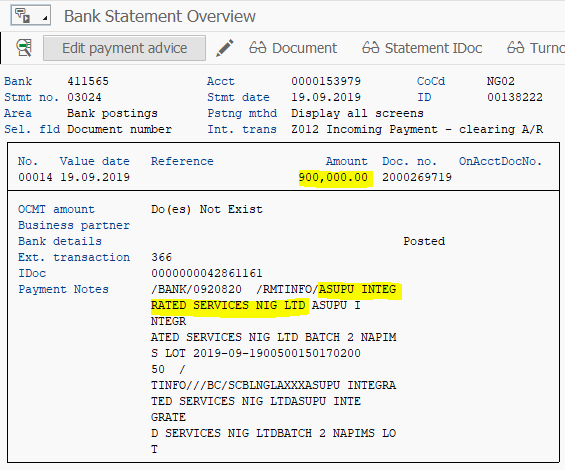 Bank Statement Overview
Edit payment advice Document Statement IDoc Turno
Bank 411565 Acct 0000153979 CoCd NG02
Stmt no. 03024 Stmt date 19.09.2019 ID 00138222
Area Bank postings Pstng mthd Display all screens
Sel. fld Document number Int. trans Z012 Incoming Payment - clearing A/R
No. Value date Reference Amount Doc. no. OnAcctDocNo.
00014 19.09.2019 900,000.00 2000269719
OCMT amount Do(es) Not Exist
Business partner
Bank details Posted
Ext. transaction 366
IDoc 0000000042861161
Payment Notes /BANK/0920820 /RMTINFO/ASUPU INTEG
RATED SERVICES NIG LTD ASUPU I
NTEGR
ATED SERVICES NIG LTD BATCH 2 NAPIM
S LOT 2019-09-1900500150170200
50 /
TINFO///BC/SCBLNGLAXXXASUPU INTEGRA
TED SERVICES NIG LTDASUPU INTE
GRATE
D SERVICES NIG LTDBATCH 2 NAPIMS LO
T